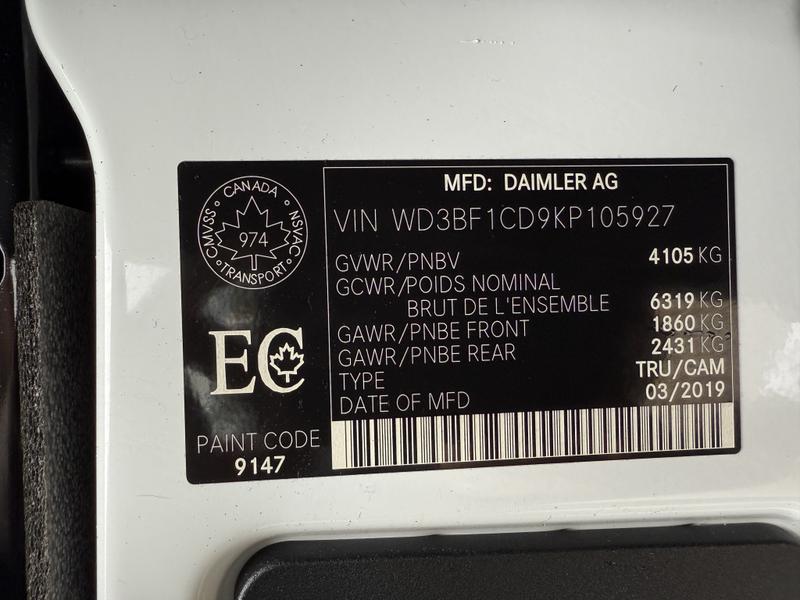 CANADA
CMVSS
NSVAC
974
TRANSPORT
EC
PAINT CODE
9147
MFD: DAIMLER AG
VIN WD3BF1CD9KP105927
GVWR/PNBV 4105 KG
GCWR/POIDS NOMINAL
BRUT DE L'ENSEMBLE 6319 KG
GAWR/PNBE FRONT 1860 KG
GAWR/PNBE REAR 2431 KG
TYPE TRU/CAM
DATE OF MFD 03/2019